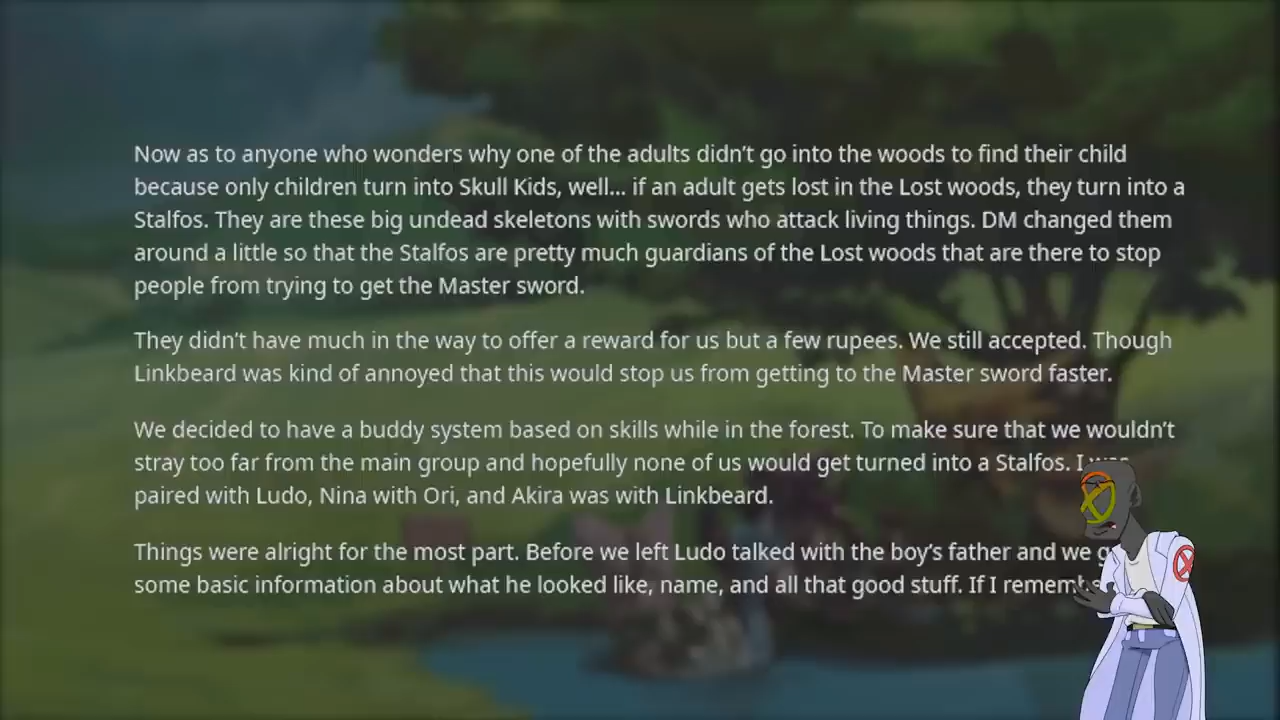 Now as to anyone who wonders why one of the adults didn't go into the woods to find their child
because only children turn into Skull Kids, well... if an adult gets lost in the Lost woods, they turn into a
Stalfos. They are these big undead skeletons with swords who attack living things. DM changed them
around a little so that the Stalfos are pretty much guardians of the Lost woods that are there to stop
people from trying to get the Master sword.
They didn't have much in the way to offer a reward for us but a few rupees. We still accepted. Though
Linkbeard was kind of annoyed that this would stop us from getting to the Master sword faster.
We decided to have a buddy system based on skills while in the forest. To make sure that we wouldn't
stray too far from the main group and hopefully none of us would get turned into a Stalfos. I was
paired with Ludo, Nina with Ori, and Akira was with Linkbeard.
Things were alright for the most part. Before we left Ludo talked with the boy's father and we
some basic information about what he looked like, name, and all that good stuff. If I